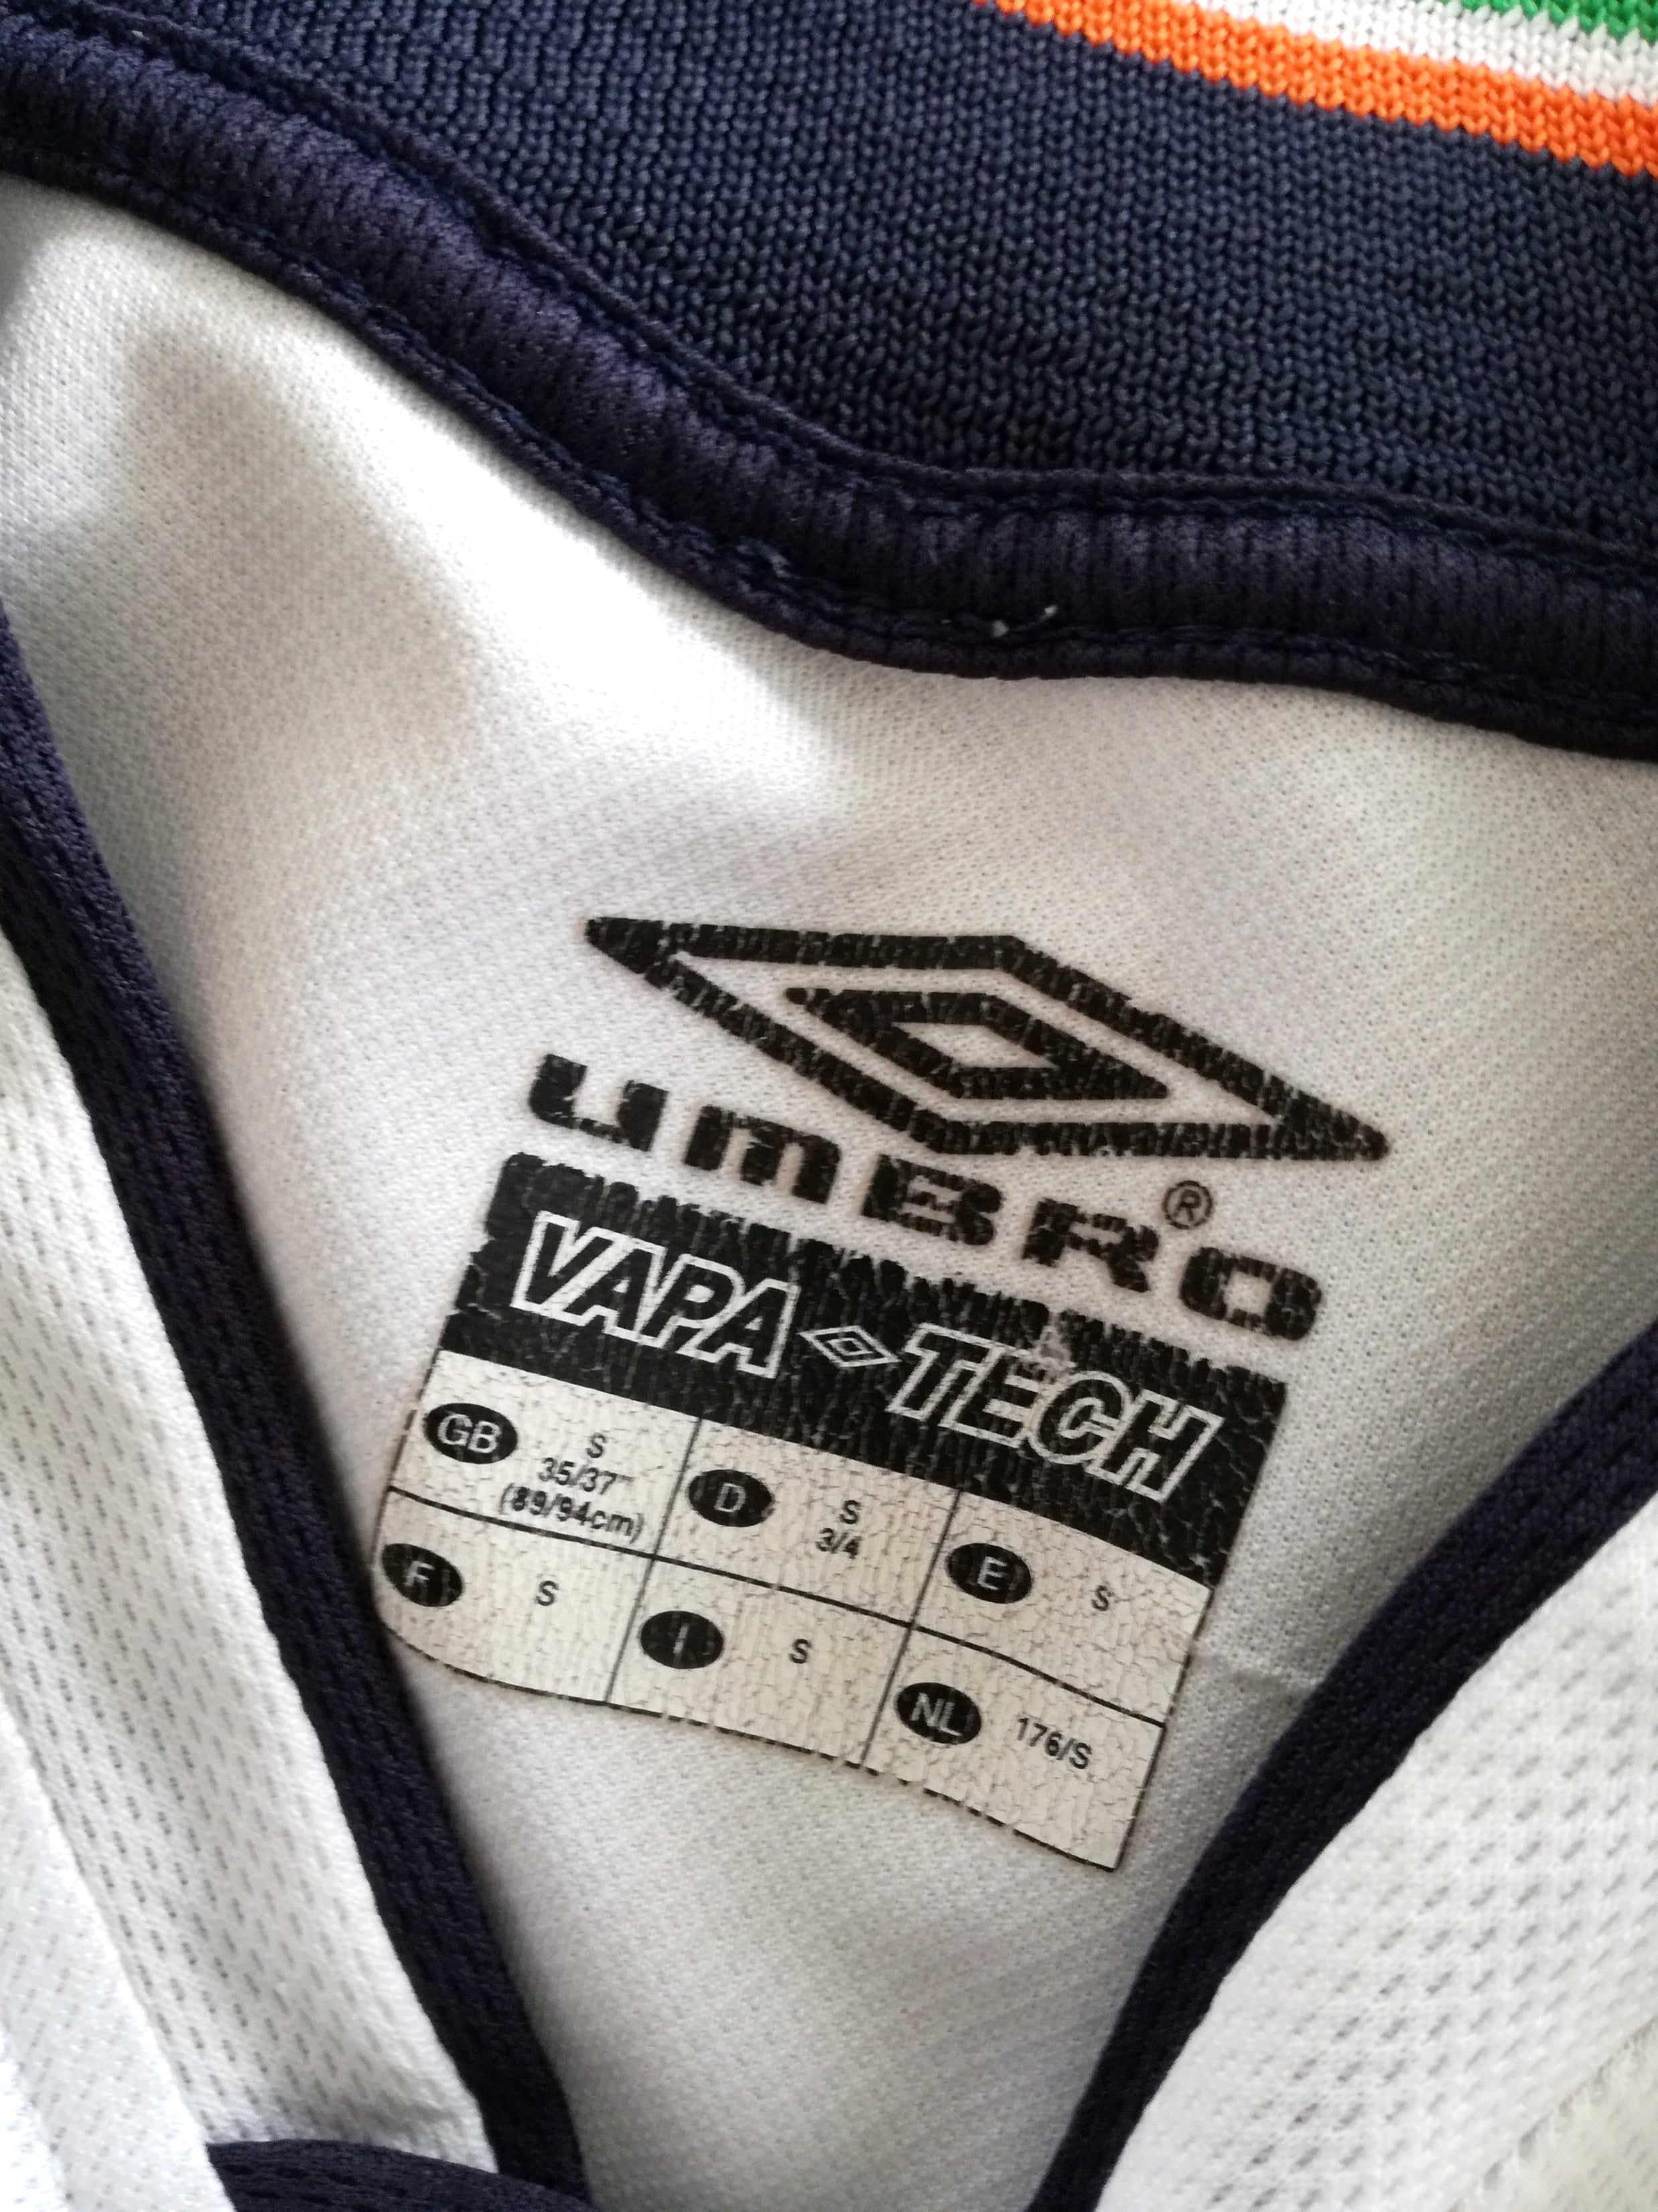 UMBRO®
VAPA TECH
GB S
35/37"
(89/94cm)
D S
3/4
E S
F S
I S
NL 176/S